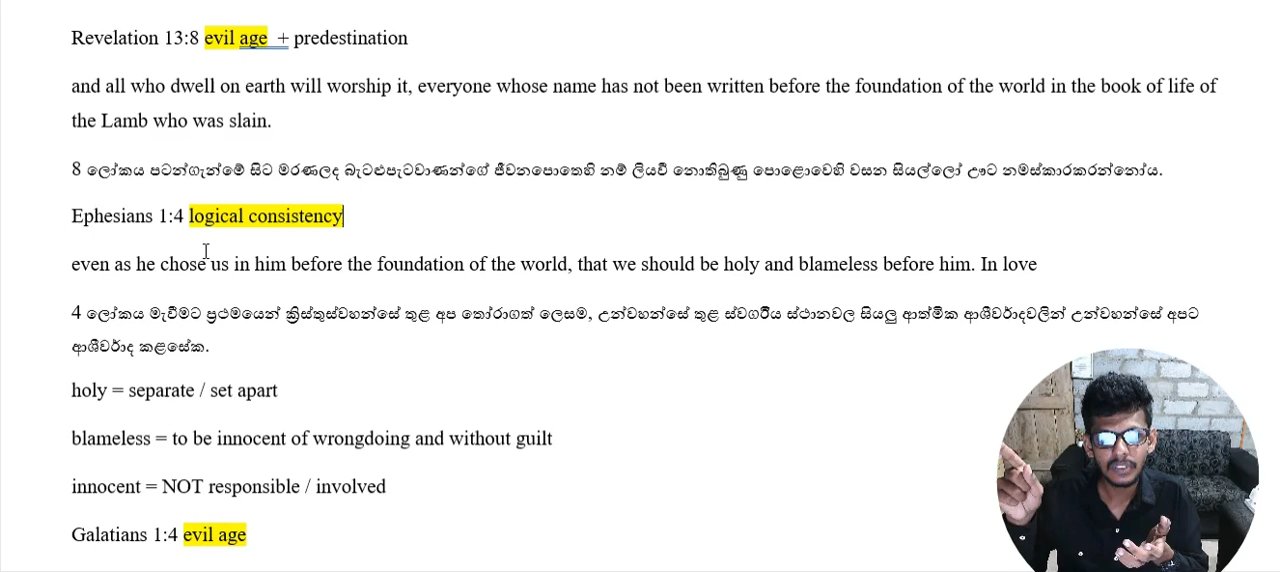 Revelation 13:8 evil age + predestination
and all who dwell on earth will worship it, everyone whose name has not been written before the foundation of the world in the book of life of
the Lamb who was slain.
8 ලෝකය පටන්ගැන්මේ සිට මරණලද බැටළුපැටවාණන්ගේ ජීවනපොතෙහි නම් ලියවී නොතිබුණු පොළොවෙහි වසන සියල්ලෝ ඌට නමස්කාරකරන්නෝය.
Ephesians 1:4 logical consistency
even as he chose us in him before the foundation of the world, that we should be holy and blameless before him. In love
4 ලෝකය මැවීමට ප්‍රථමයෙන් ක්‍රිස්තුස්වහන්සේ තුළ අප තෝරාගත් ලෙසම, උන්වහන්සේ තුළ ස්වර්ගීය ස්ථානවල සියලු ආත්මික ආශීර්වාදවලින් උන්වහන්සේ අපට
ආශීර්වාද කළසේක.
holy = separate / set apart
blameless = to be innocent of wrongdoing and without guilt
innocent = NOT responsible / involved
Galatians 1:4 evil age